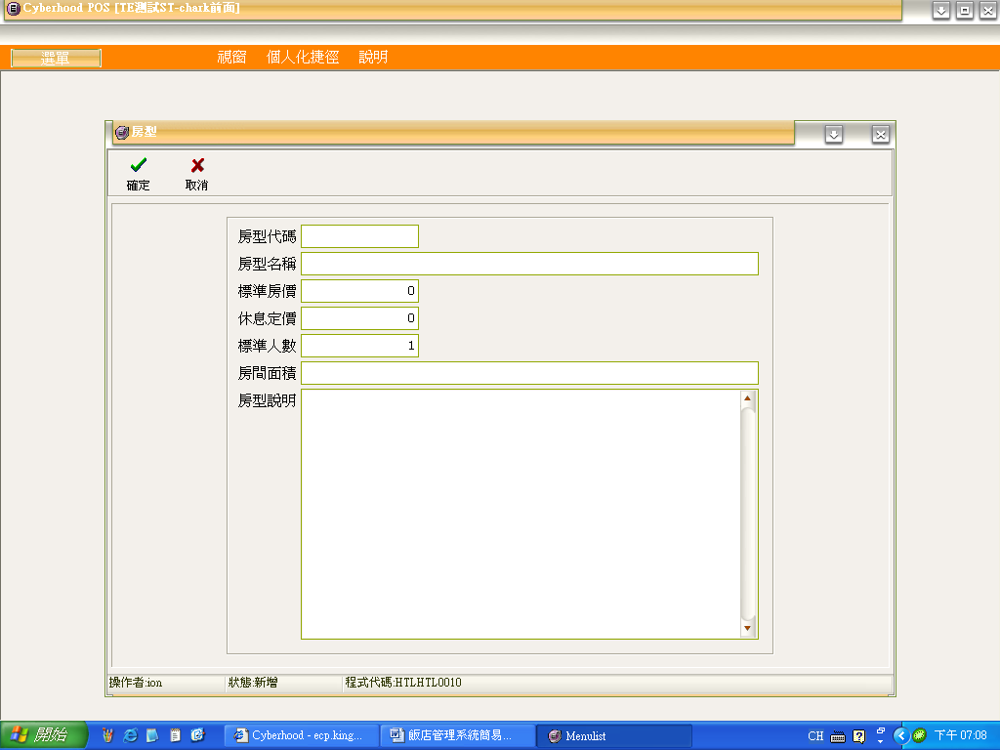 Cyberhood POS [TE測試ST-chark前面]
選單 視窗 個人化捷徑 說明
房型
確定 取消
房型代碼
房型名稱
標準房價 0
休息定價 0
標準人數 1
房間面積
房型說明
操作者:ion 狀態:新增 程式代碼:HTLHTL0010
開始 Cyberhood - ecp king... 飯店管理系統簡易... Menulist CH 下午 07:08